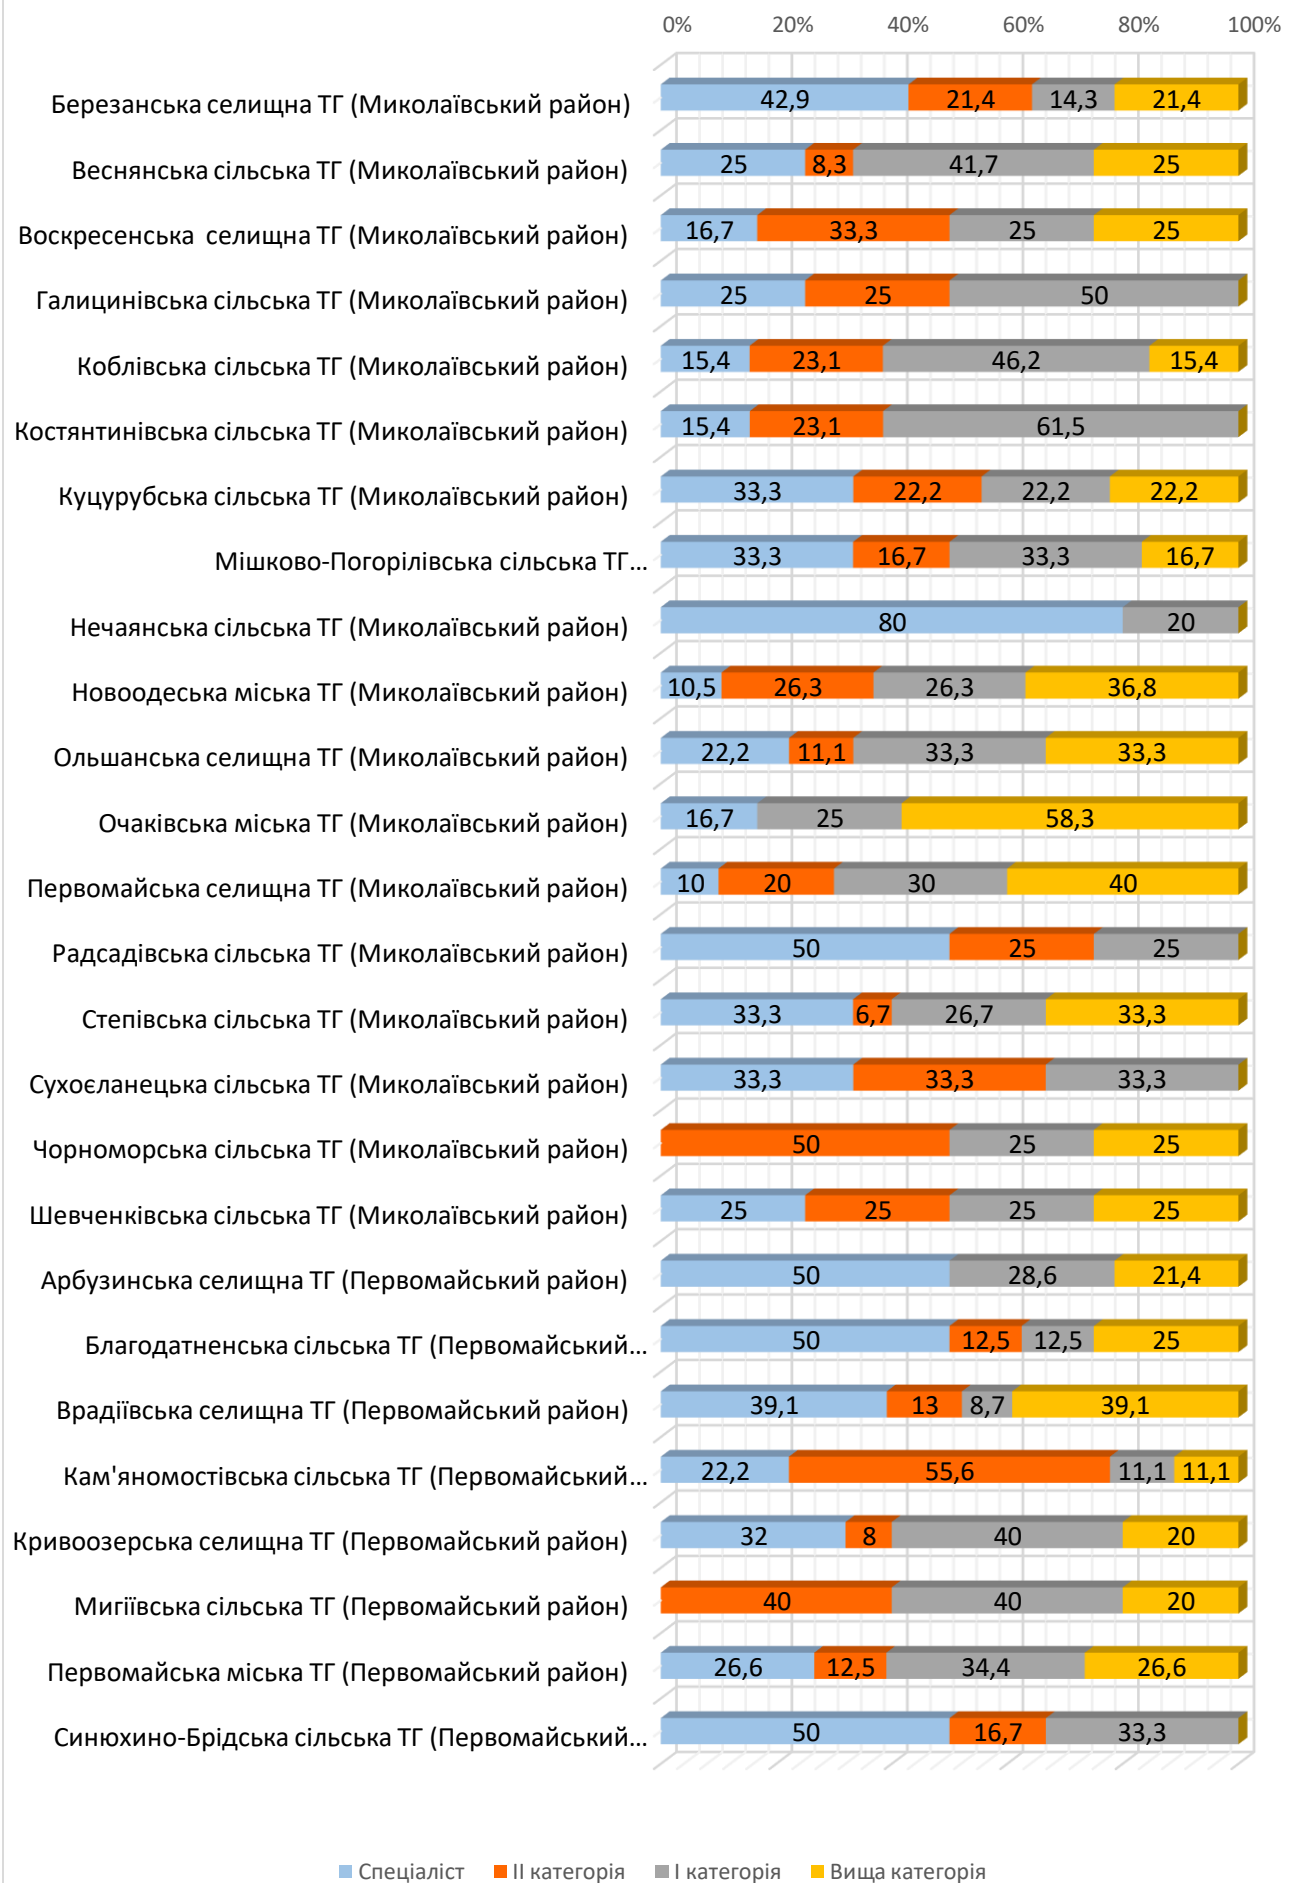 0% 20% 40% 60% 80% 100%
Березанська селищна ТГ (Миколаївський район) 42,9 21,4 14,3 21,4
Веснянська сільська ТГ (Миколаївський район) 25 8,3 41,7 25
Воскресенська селищна ТГ (Миколаївський район) 16,7 33,3 25 25
Галицинівська сільська ТГ (Миколаївський район) 25 25 50
Коблівська сільська ТГ (Миколаївський район) 15,4 23,1 46,2 15,4
Костянтинівська сільська ТГ (Миколаївський район) 15,4 23,1 61,5
Куцурубська сільська ТГ (Миколаївський район) 33,3 22,2 22,2 22,2
Мішково-Погорілівська сільська ТГ... 33,3 16,7 33,3 16,7
Нечаянська сільська ТГ (Миколаївський район) 80 20
Новоодеська міська ТГ (Миколаївський район) 10,5 26,3 26,3 36,8
Ольшанська селищна ТГ (Миколаївський район) 22,2 11,1 33,3 33,3
Очаківська міська ТГ (Миколаївський район) 16,7 25 58,3
Первомайська селищна ТГ (Миколаївський район) 10 20 30 40
Радсадівська сільська ТГ (Миколаївський район) 50 25 25
Степівська сільська ТГ (Миколаївський район) 33,3 6,7 26,7 33,3
Сухоєланецька сільська ТГ (Миколаївський район) 33,3 33,3 33,3
Чорноморська сільська ТГ (Миколаївський район) 50 25 25
Шевченківська сільська ТГ (Миколаївський район) 25 25 25 25
Арбузинська селищна ТГ (Первомайський район) 50 28,6 21,4
Благодатненська сільська ТГ (Первомайський... 50 12,5 12,5 25
Врадіївська селищна ТГ (Первомайський район) 39,1 13 8,7 39,1
Кам'яномостівська сільська ТГ (Первомайський... 22,2 55,6 11,1 11,1
Кривоозерська селищна ТГ (Первомайський район) 32 8 40 20
Мигіївська сільська ТГ (Первомайський район) 40 40 20
Первомайська міська ТГ (Первомайський район) 26,6 12,5 34,4 26,6
Синюхино-Брідська сільська ТГ (Первомайський... 50 16,7 33,3
Спеціаліст ІІ категорія І категорія Вища категорія